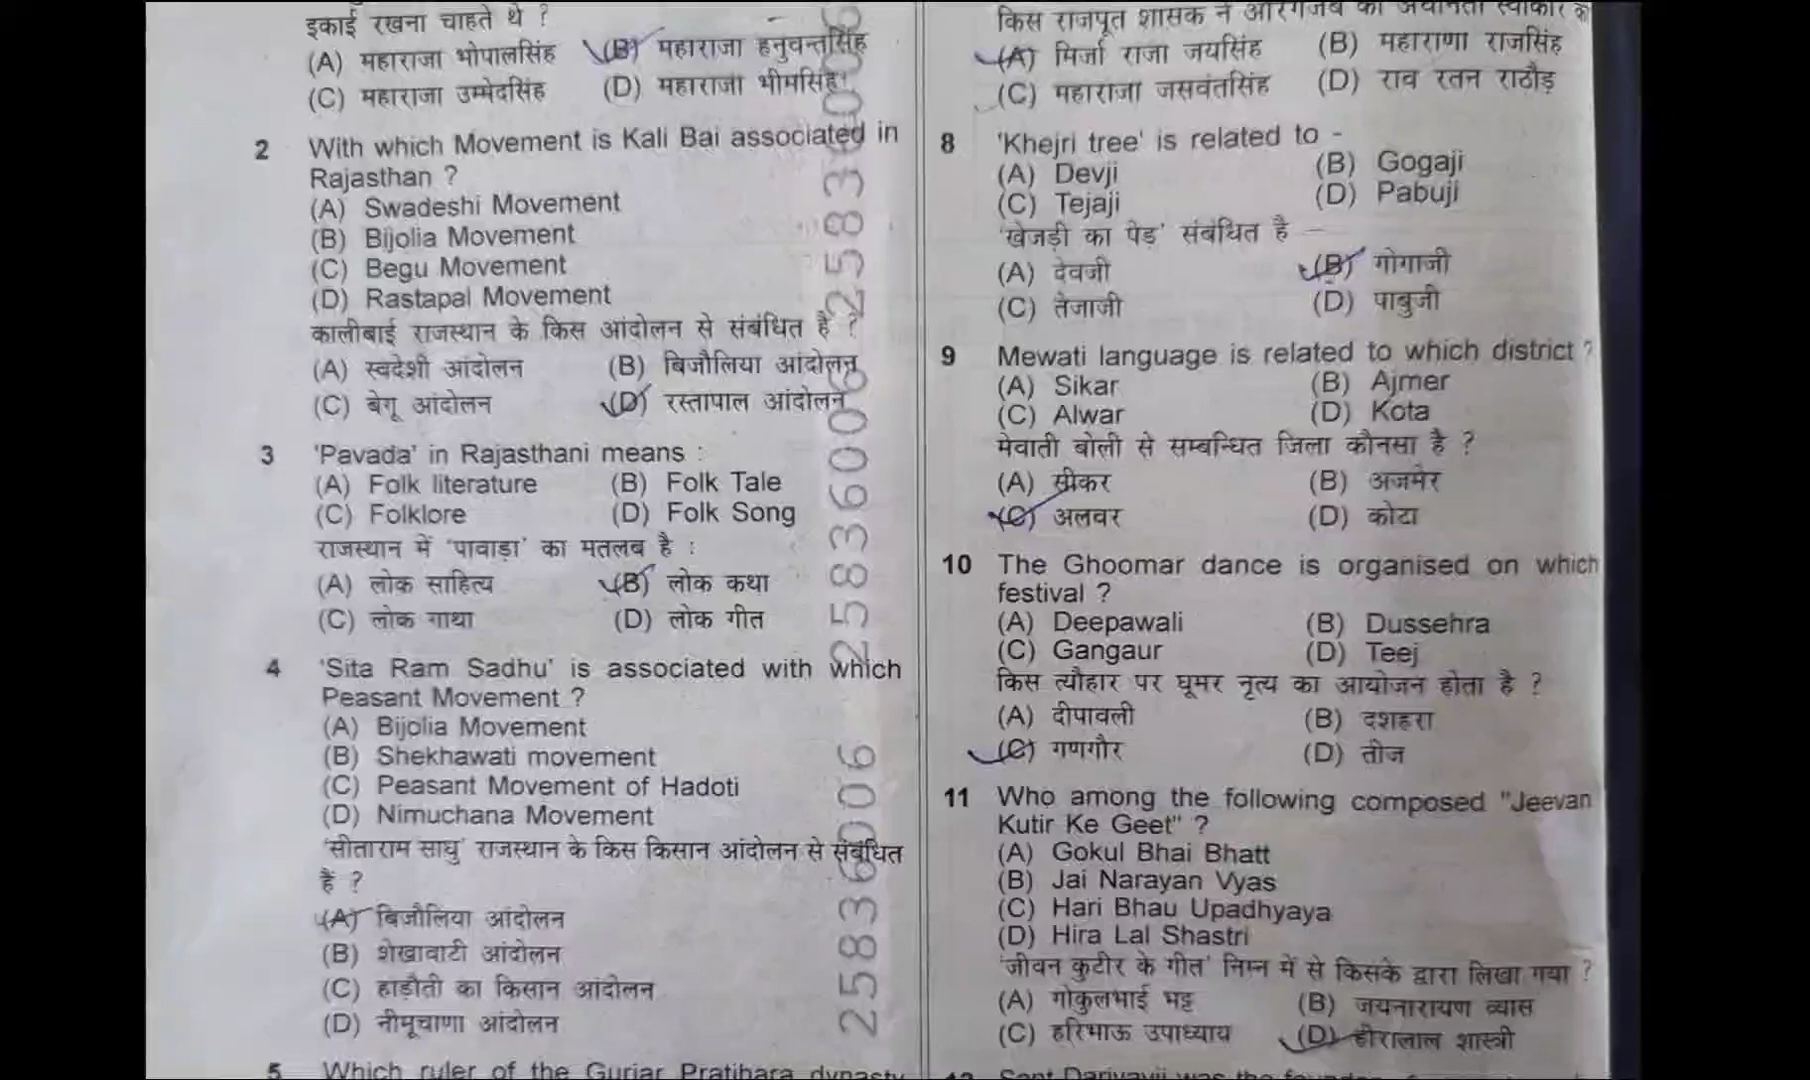 इकाई रखना चाहते थे ?
(A) महाराजा भोपालसिंह (B) महाराजा हनुवन्तसिंह
(C) महाराजा उम्मेदसिंह (D) महाराजा भीमसिंह
2 With which Movement is Kali Bai associated in
Rajasthan ?
(A) Swadeshi Movement
(B) Bijolia Movement
(C) Begu Movement
(D) Rastapal Movement
कालीबाई राजस्थान के किस आंदोलन से संबंधित है ?
(A) स्वदेशी आंदोलन (B) बिजौलिया आंदोलन
(C) बेगू आंदोलन (D) रस्तापाल आंदोलन
3 'Pavada' in Rajasthani means :
(A) Folk literature (B) Folk Tale
(C) Folklore (D) Folk Song
राजस्थान में 'पावाड़ा' का मतलब है :
(A) लोक साहित्य (B) लोक कथा
(C) लोक गाथा (D) लोक गीत
4 'Sita Ram Sadhu' is associated with which
Peasant Movement ?
(A) Bijolia Movement
(B) Shekhawati movement
(C) Peasant Movement of Hadoti
(D) Nimuchana Movement
'सीताराम साधु' राजस्थान के किस किसान आंदोलन से संबंधित
है ?
(A) बिजौलिया आंदोलन
(B) शेखावाटी आंदोलन
(C) हाड़ौती का किसान आंदोलन
(D) नीमूचाणा आंदोलन
5 Which ruler of the Gurjar Pratihara dynasty
25836006
25836006
किस राजपूत शासक ने औरंगजेब की अधीनता स्वीकार की
(A) मिर्जा राजा जयसिंह (B) महाराणा राजसिंह
(C) महाराजा जसवंतसिंह (D) राव रतन राठौड़
8 'Khejri tree' is related to -
(A) Devji (B) Gogaji
(C) Tejaji (D) Pabuji
'खेजड़ी का पेड़' संबंधित है –
(A) देवजी (B) गोगाजी
(C) तेजाजी (D) पाबुजी
9 Mewati language is related to which district ?
(A) Sikar (B) Ajmer
(C) Alwar (D) Kota
मेवाती बोली से सम्बन्धित जिला कौनसा है ?
(A) सीकर (B) अजमेर
(C) अलवर (D) कोटा
10 The Ghoomar dance is organised on which
festival ?
(A) Deepawali (B) Dussehra
(C) Gangaur (D) Teej
किस त्यौहार पर घूमर नृत्य का आयोजन होता है ?
(A) दीपावली (B) दशहरा
(C) गणगौर (D) तीज
11 Who among the following composed "Jeevan
Kutir Ke Geet" ?
(A) Gokul Bhai Bhatt
(B) Jai Narayan Vyas
(C) Hari Bhau Upadhyaya
(D) Hira Lal Shastri
'जीवन कुटीर के गीत' निम्न में से किसके द्वारा लिखा गया ?
(A) गोकुलभाई भट्ट (B) जयनारायण व्यास
(C) हरिभाऊ उपाध्याय (D) हीरालाल शास्त्री
12 Sant Dariyavji was the